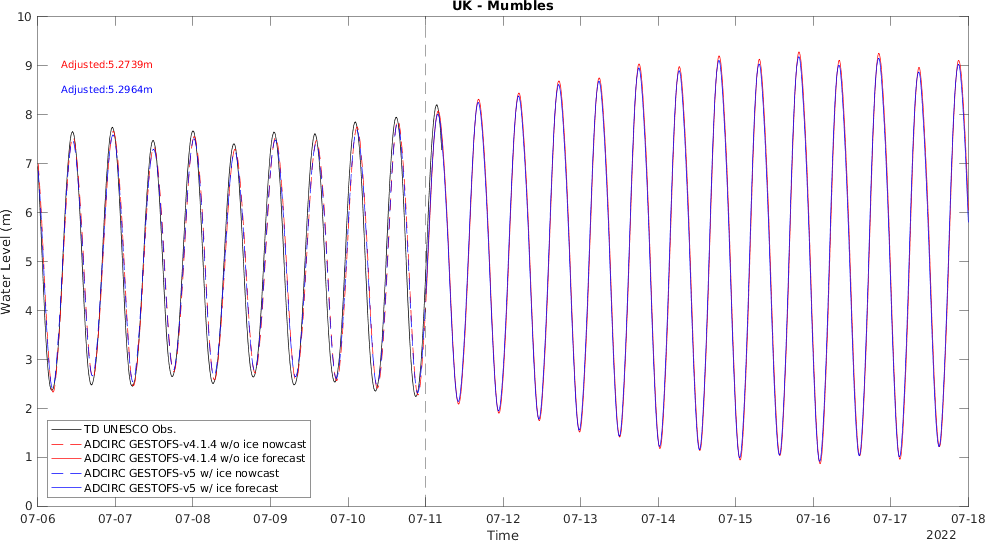 UK - Mumbles
Water Level (m)
10
9
8
7
6
5
4
3
2
1
0
Adjusted:5.2739m
Adjusted:5.2964m
TD UNESCO Obs.
ADCIRC GESTOFS-v4.1.4 w/o ice nowcast
ADCIRC GESTOFS-v4.1.4 w/o ice forecast
ADCIRC GESTOFS-v5 w/ ice nowcast
ADCIRC GESTOFS-v5 w/ ice forecast
07-06 07-07 07-08 07-09 07-10 07-11 07-12 07-13 07-14 07-15 07-16 07-17 07-18
Time
2022